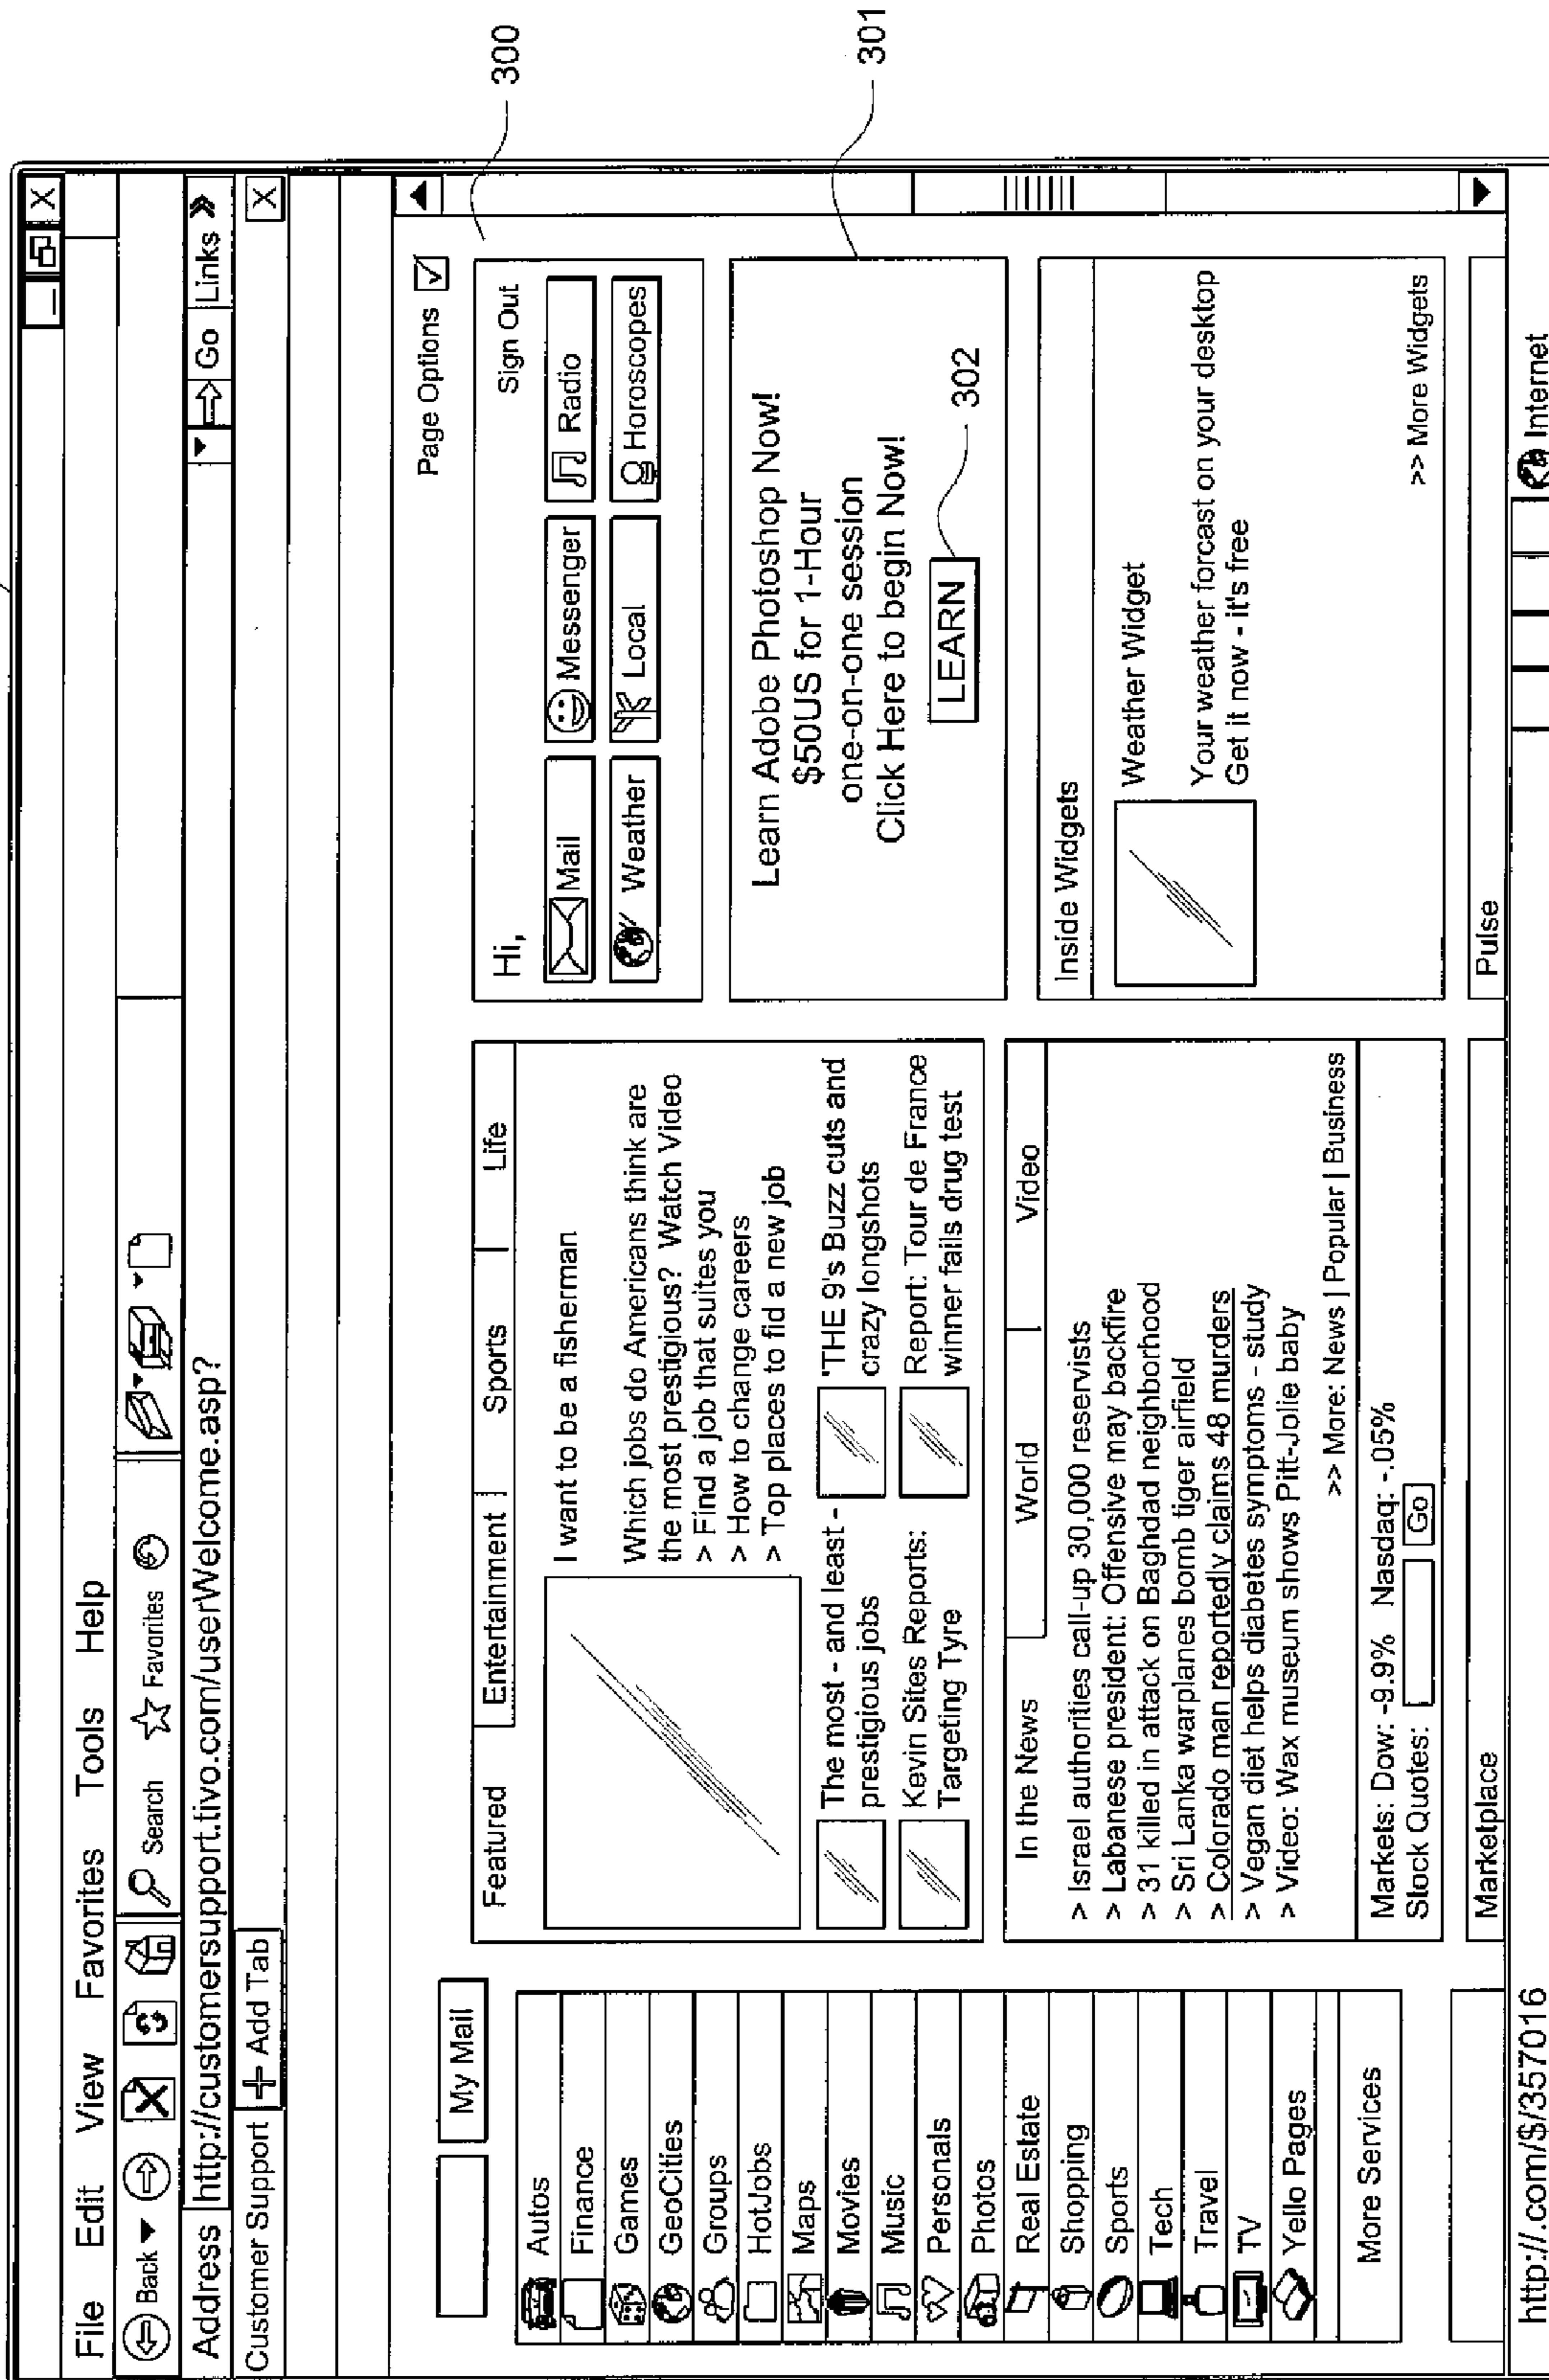 File Edit View Favorites Tools Help
Back Search Favorites
Address http://customersupport.tivo.com/userWelcome.asp? Go Links »
Customer Support + Add Tab X
Page Options
300
My Mail
Autos
Finance
Games
GeoCities
Groups
HotJobs
Maps
Movies
Music
Personals
Photos
Real Estate
Shopping
Sports
Tech
Travel
TV
Yello Pages
More Services
Featured Entertainment Sports Life
I want to be a fisherman
Which jobs do Americans think are
the most prestigious? Watch Video
> Find a job that suites you
> How to change careers
> Top places to fid a new job
The most - and least -
prestigious jobs
'THE 9's Buzz cuts and
crazy longshots
Kevin Sites Reports:
Targeting Tyre
Report: Tour de France
winner fails drug test
In the News World Video
> Israel authorities call-up 30,000 reservists
> Labanese president: Offensive may backfire
> 31 killed in attack on Baghdad neighborhood
> Sri Lanka warplanes bomb tiger airfield
> Colorado man reportedly claims 48 murders
> Vegan diet helps diabetes symptoms - study
> Video: Wax museum shows Pitt-Jolie baby
>> More: News | Popular | Business
Markets: Dow: -9.9% Nasdaq: -.05%
Stock Quotes: Go
Marketplace
Hi, Sign Out
Mail Messenger Radio
Weather Local Horoscopes
301
Learn Adobe Photoshop Now!
$50US for 1-Hour
one-on-one session
Click Here to begin Now!
LEARN
302
Inside Widgets
Weather Widget
Your weather forcast on your desktop
Get it now - it's free
>> More Widgets
Pulse
http://.com/$/357016 Internet